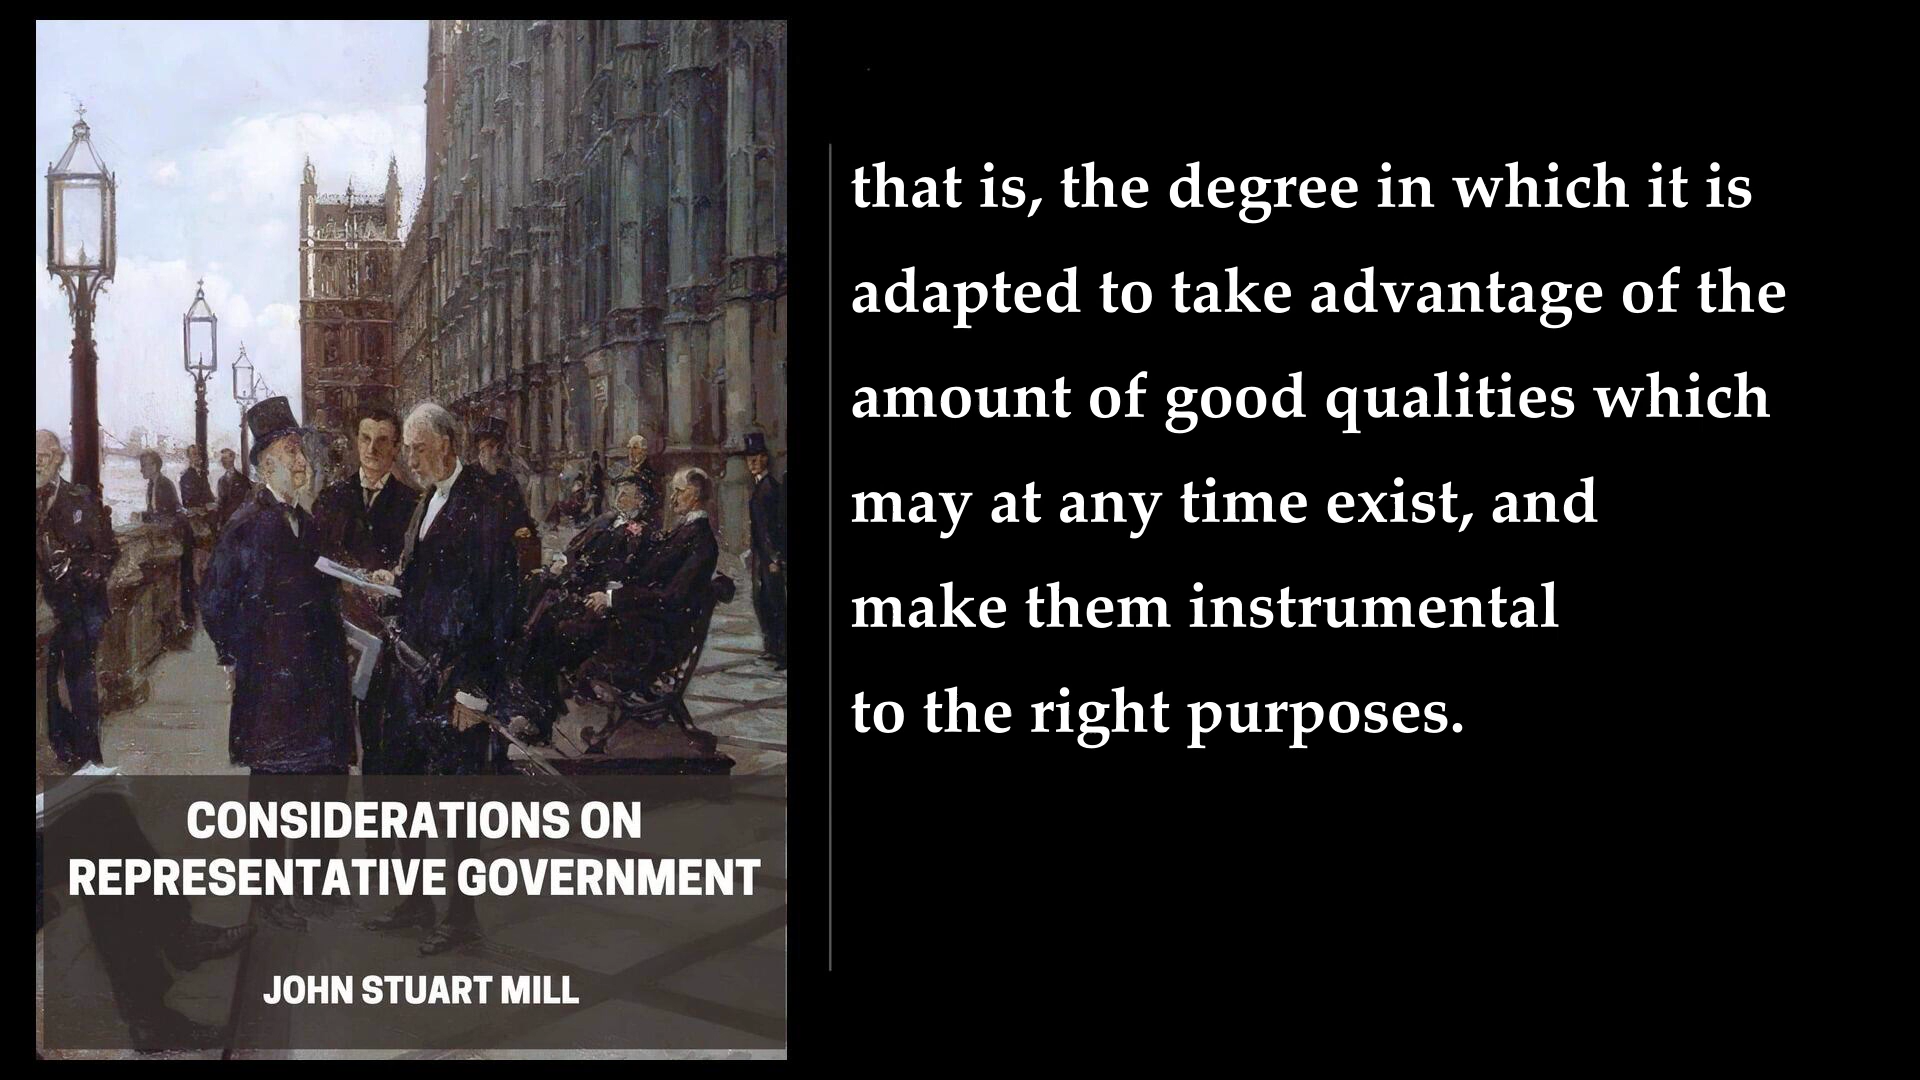 CONSIDERATIONS ON
REPRESENTATIVE GOVERNMENT
JOHN STUART MILL
that is, the degree in which it is
adapted to take advantage of the
amount of good qualities which
may at any time exist, and
make them instrumental
to the right purposes.